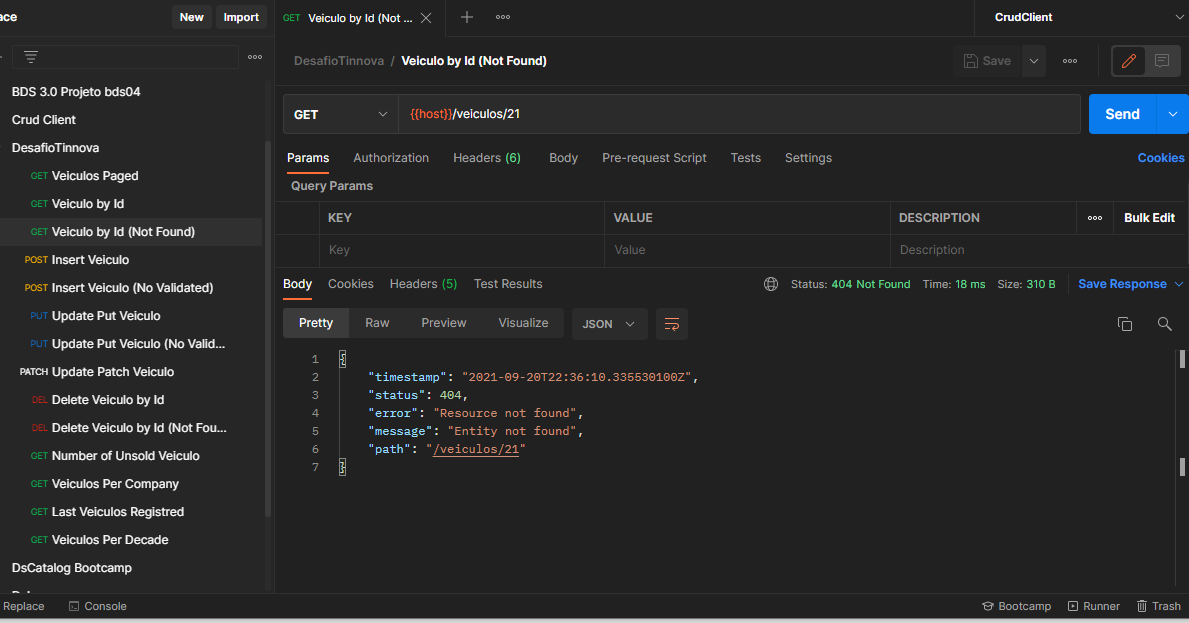 ace
New
Import
GET Veiculo by Id (Not ...
CrudClient
DesafioTinnova / Veiculo by Id (Not Found)
Save
BDS 3.0 Projeto bds04
Crud Client
DesafioTinnova
GET Veiculos Paged
GET Veiculo by Id
GET Veiculo by Id (Not Found)
POST Insert Veiculo
POST Insert Veiculo (No Validated)
PUT Update Put Veiculo
PUT Update Put Veiculo (No Valid...
PATCH Update Patch Veiculo
DEL Delete Veiculo by Id
DEL Delete Veiculo by Id (Not Fou...
GET Number of Unsold Veiculo
GET Veiculos Per Company
GET Last Veiculos Registred
GET Veiculos Per Decade
DsCatalog Bootcamp
GET {{host}}/veiculos/21 Send
Params Authorization Headers (6) Body Pre-request Script Tests Settings Cookies
Query Params
KEY VALUE DESCRIPTION Bulk Edit
Key Value Description
Body Cookies Headers (5) Test Results Status: 404 Not Found Time: 18 ms Size: 310 B Save Response
Pretty Raw Preview Visualize JSON
1 {
2 "timestamp": "2021-09-20T22:36:10.335530100Z",
3 "status": 404,
4 "error": "Resource not found",
5 "message": "Entity not found",
6 "path": "/veiculos/21"
7 }
Replace Console Bootcamp Runner Trash